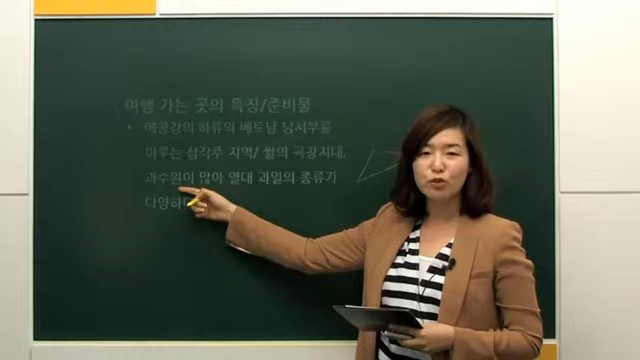 여행 가는 곳의 특징/준비물
• 메콩강의 하류의 베트남 남서부를
이루는 삼각주 지역/ 쌀의 곡장지대.
과수원이 많아 열대 과일의 종류가
다양하